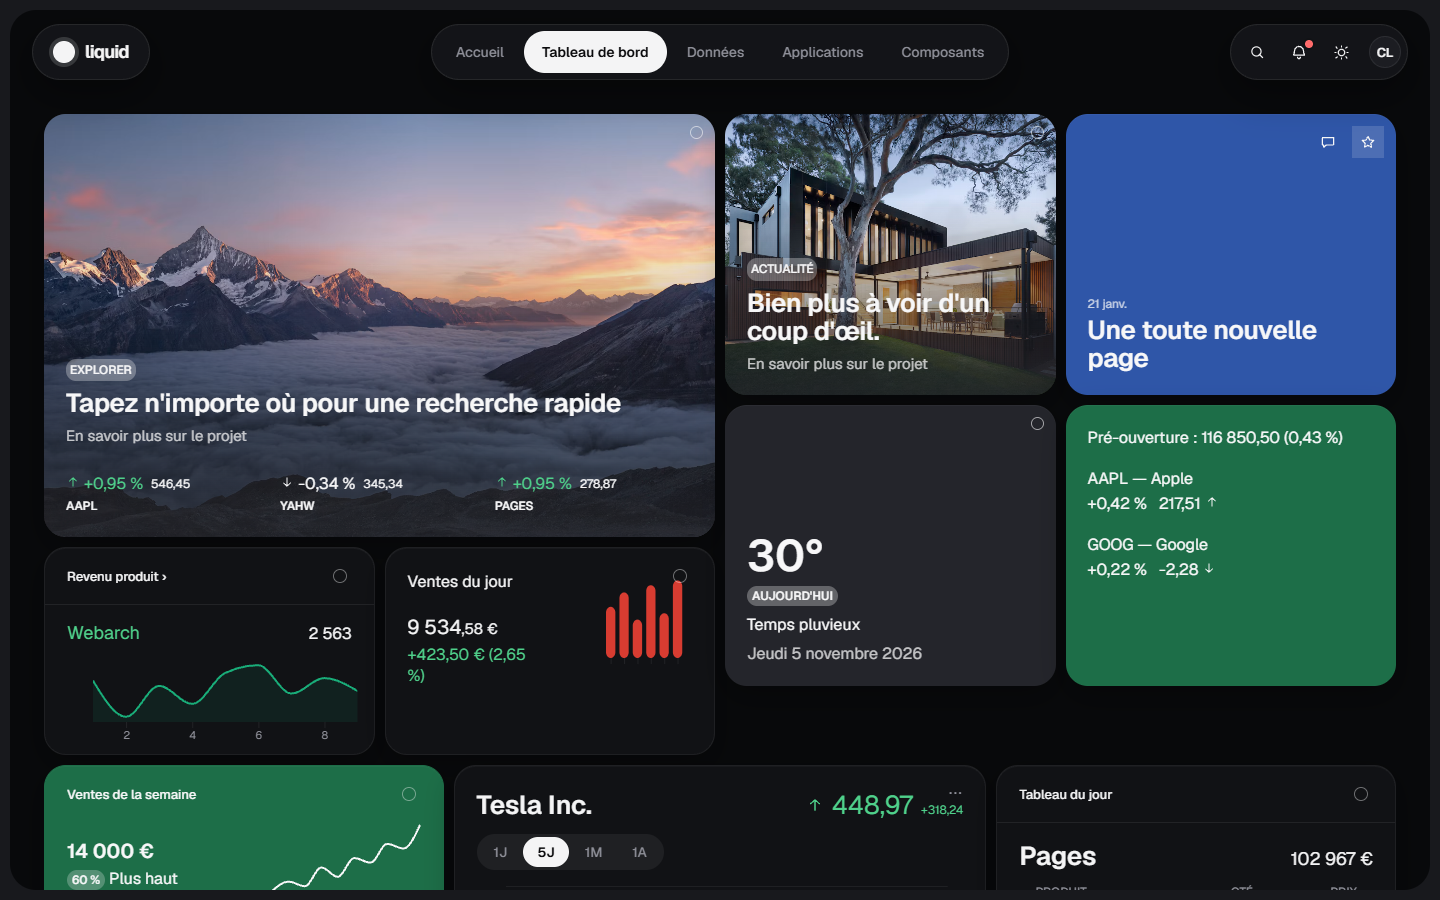 liquid
Accueil
Tableau de bord
Données
Applications
Composants
CL
EXPLORER
Tapez n'importe où pour une recherche rapide
En savoir plus sur le projet
↑ +0,95 % 546,45
AAPL
↓ -0,34 % 345,34
YAHW
↑ +0,95 % 278,87
PAGES
ACTUALITÉ
Bien plus à voir d'un
coup d'œil.
En savoir plus sur le projet
21 janv.
Une toute nouvelle
page
30°
AUJOURD'HUI
Temps pluvieux
Jeudi 5 novembre 2026
Pré-ouverture : 116 850,50 (0,43 %)
AAPL — Apple
+0,42 % 217,51 ↑
GOOG — Google
+0,22 % -2,28 ↓
Revenu produit ›
Webarch 2 563
2 4 6 8
Ventes du jour
9 534,58 €
+423,50 € (2,65
%)
Ventes de la semaine
14 000 €
60 % Plus haut
Tesla Inc.
↑ 448,97 +318,24
1J 5J 1M 1A
Tableau du jour
Pages 102 967 €
PRODUIT QTÉ PRIX